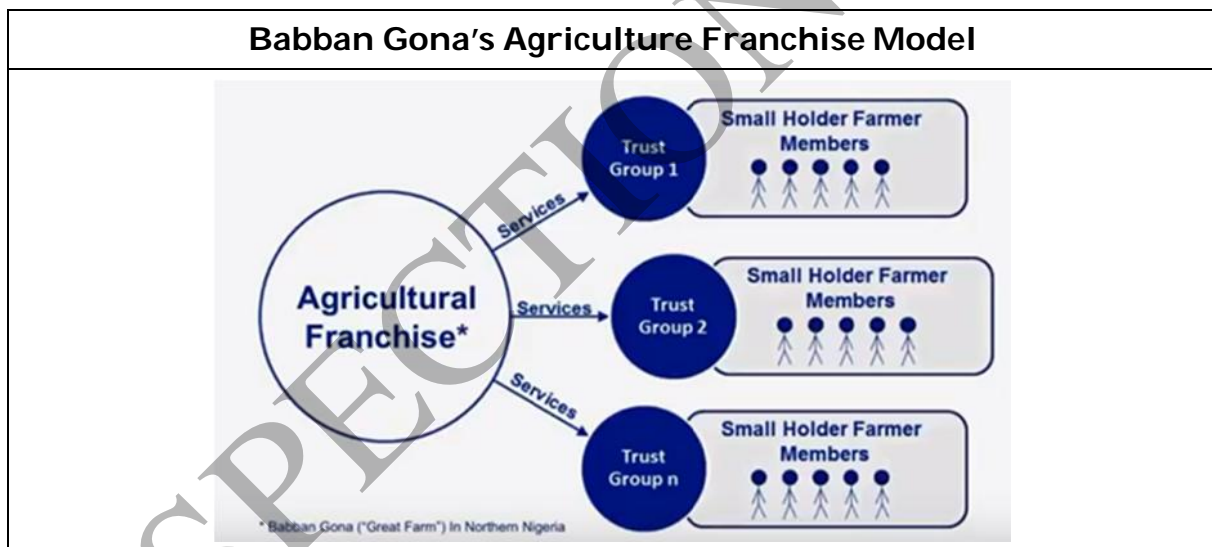 Babban Gona's Agriculture Franchise Model
Small Holder Farmer
Members
Trust
Group 1
Services
Agricultural
Franchise*
Services
Trust
Group 2
Small Holder Farmer
Members
Services
Trust
Group n
Small Holder Farmer
Members
* Babban Gona ("Great Farm") In Northern Nigeria
SPECTION